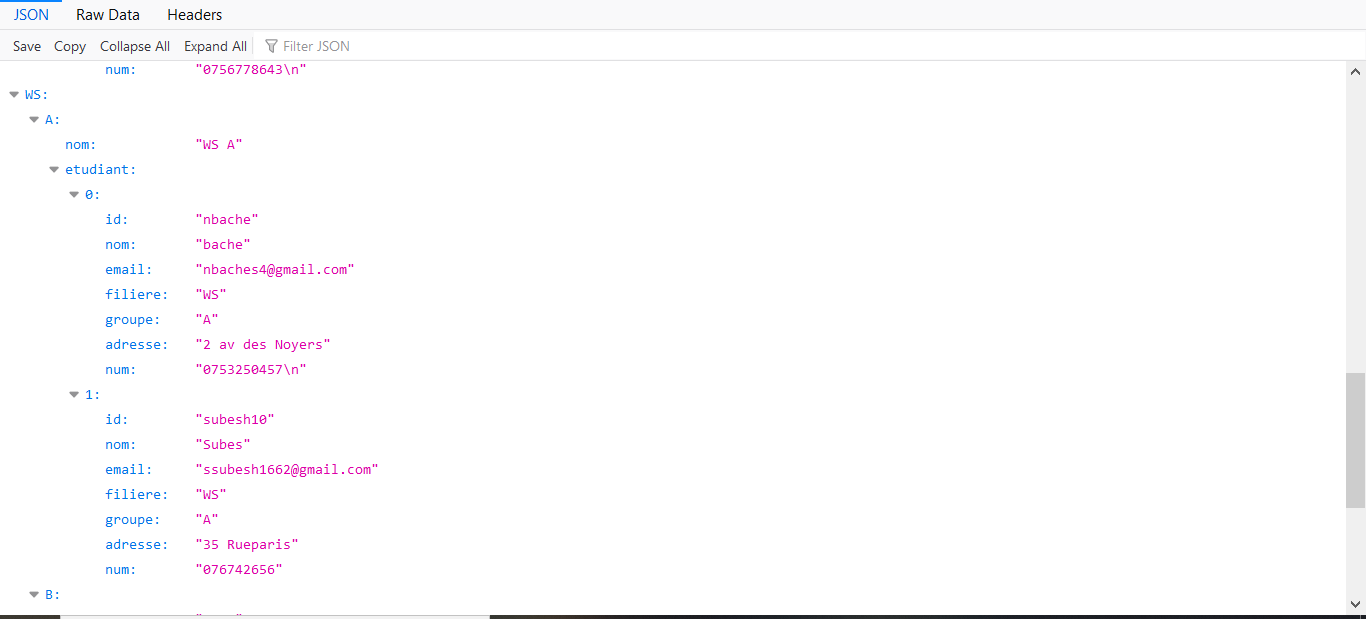 JSON Raw Data Headers
Save Copy Collapse All Expand All Filter JSON
num: "0756778643\n"
WS:
A:
nom: "WS A"
etudiant:
0:
id: "nbache"
nom: "bache"
email: "nbaches4@gmail.com"
filiere: "WS"
groupe: "A"
adresse: "2 av des Noyers"
num: "0753250457\n"
1:
id: "subesh10"
nom: "Subes"
email: "ssubesh1662@gmail.com"
filiere: "WS"
groupe: "A"
adresse: "35 Rueparis"
num: "076742656"
B: